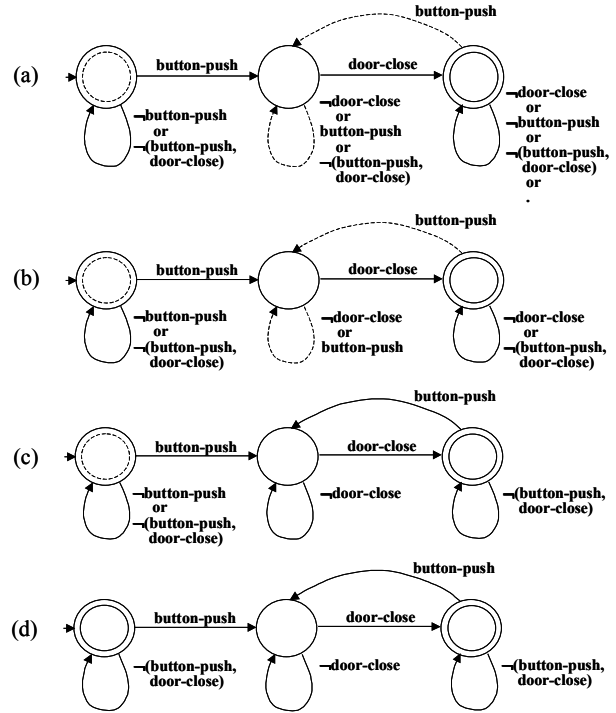 button-push
(a)
button-push
door-close
¬button-push
or
¬(button-push,
door-close)
¬door-close
or
button-push
or
¬(button-push,
door-close)
¬door-close
or
¬button-push
or
¬(button-push,
door-close)
or
.
button-push
(b)
button-push
door-close
¬button-push
or
¬(button-push,
door-close)
¬door-close
or
button-push
¬door-close
or
¬(button-push,
door-close)
button-push
(c)
button-push
door-close
¬button-push
or
¬(button-push,
door-close)
¬door-close
¬(button-push,
door-close)
button-push
(d)
button-push
door-close
¬(button-push,
door-close)
¬door-close
¬(button-push,
door-close)